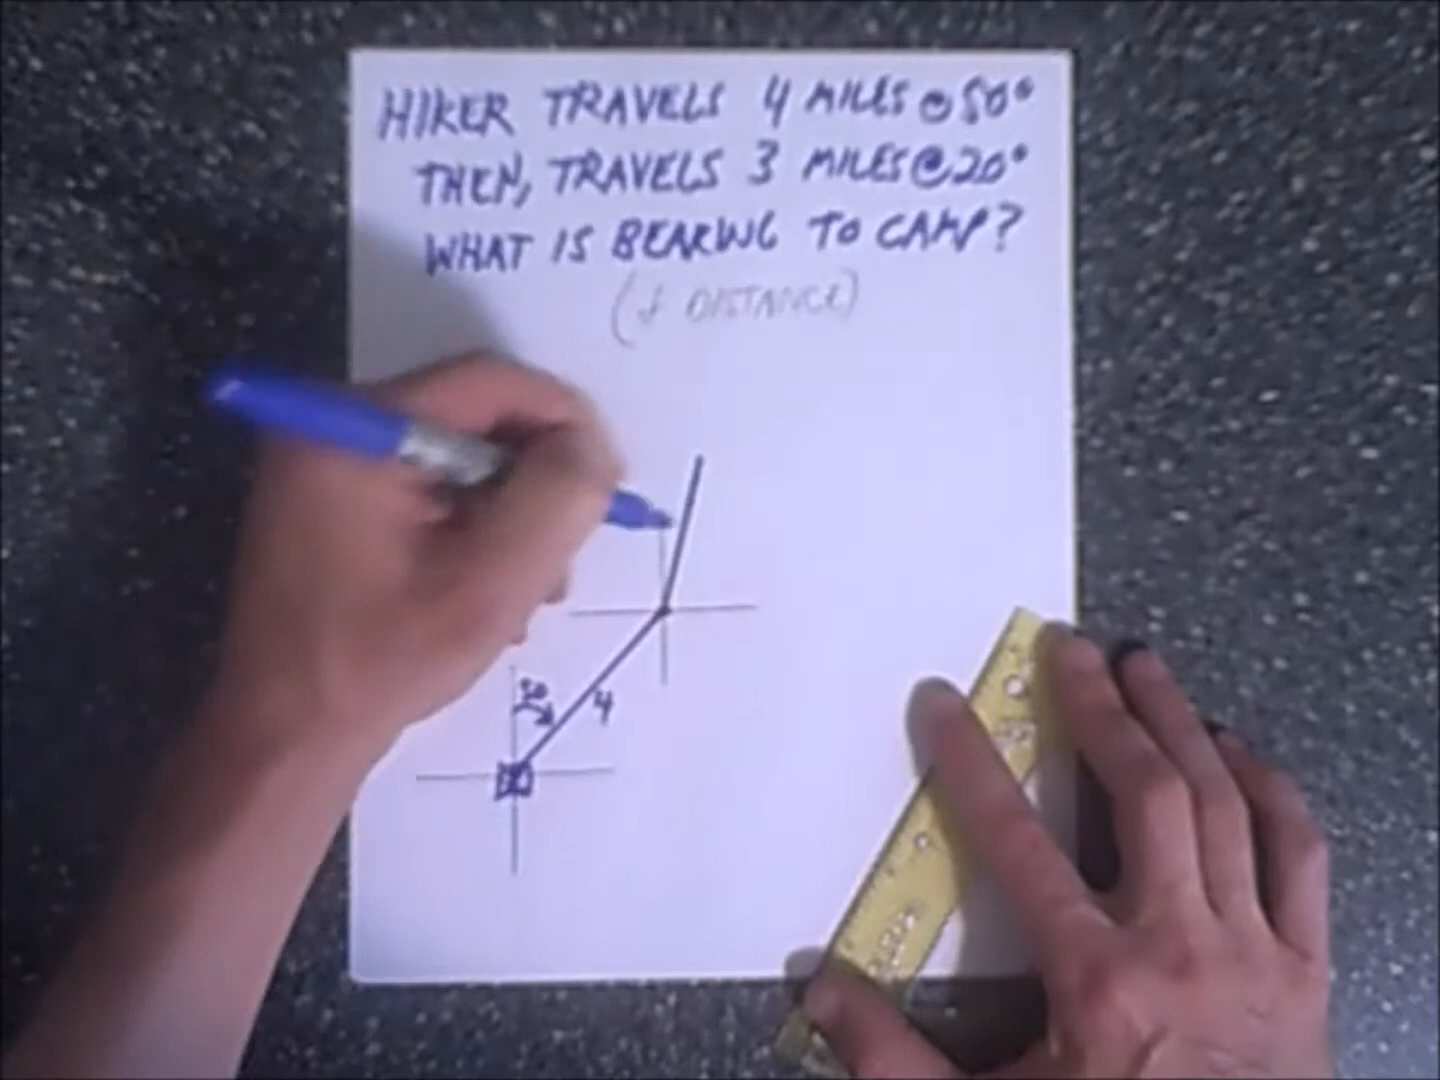 HIKER TRAVELS 4 MILES @ 50°
THEN, TRAVELS 3 MILES @ 20°
WHAT IS BEARING TO CAMP?
(+ DISTANCE)
50
4